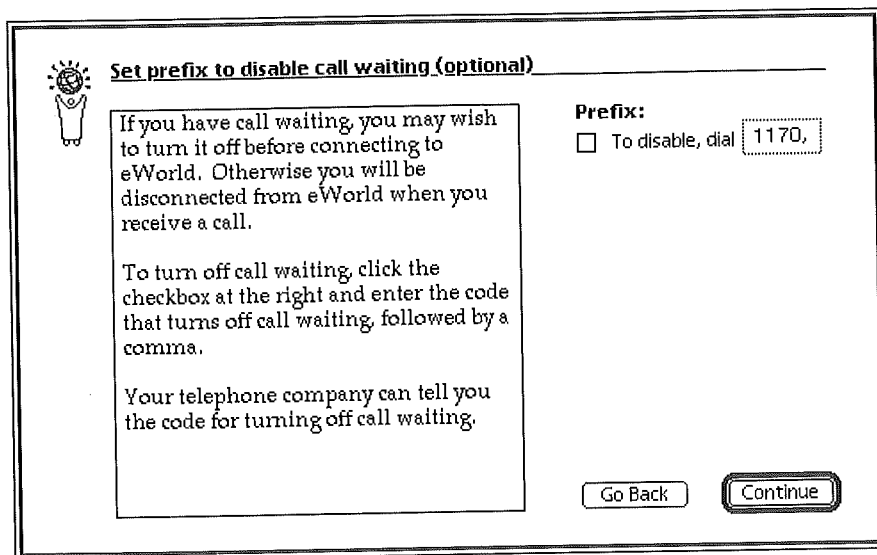 Set prefix to disable call waiting (optional)
If you have call waiting, you may wish
to turn it off before connecting to
eWorld. Otherwise you will be
disconnected from eWorld when you
receive a call.
To turn off call waiting, click the
checkbox at the right and enter the code
that turns off call waiting, followed by a
comma.
Your telephone company can tell you
the code for turning off call waiting.
Prefix:
To disable, dial 1170,
Go Back
Continue